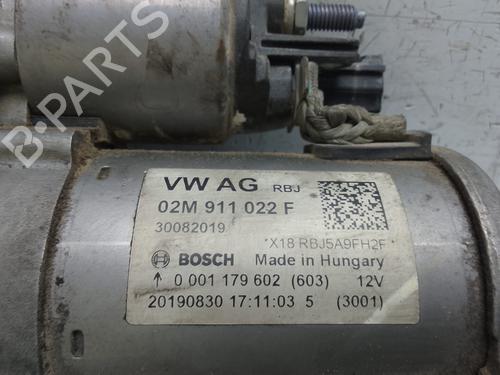 B-PARTS
VW AG RBJ
02M 911 022 F
30082019
*X18 RBJ5A9FH2F*
BOSCH Made in Hungary
↑ 0 001 179 602 (603) 12V
20190830 17:11:03 5 (3001)